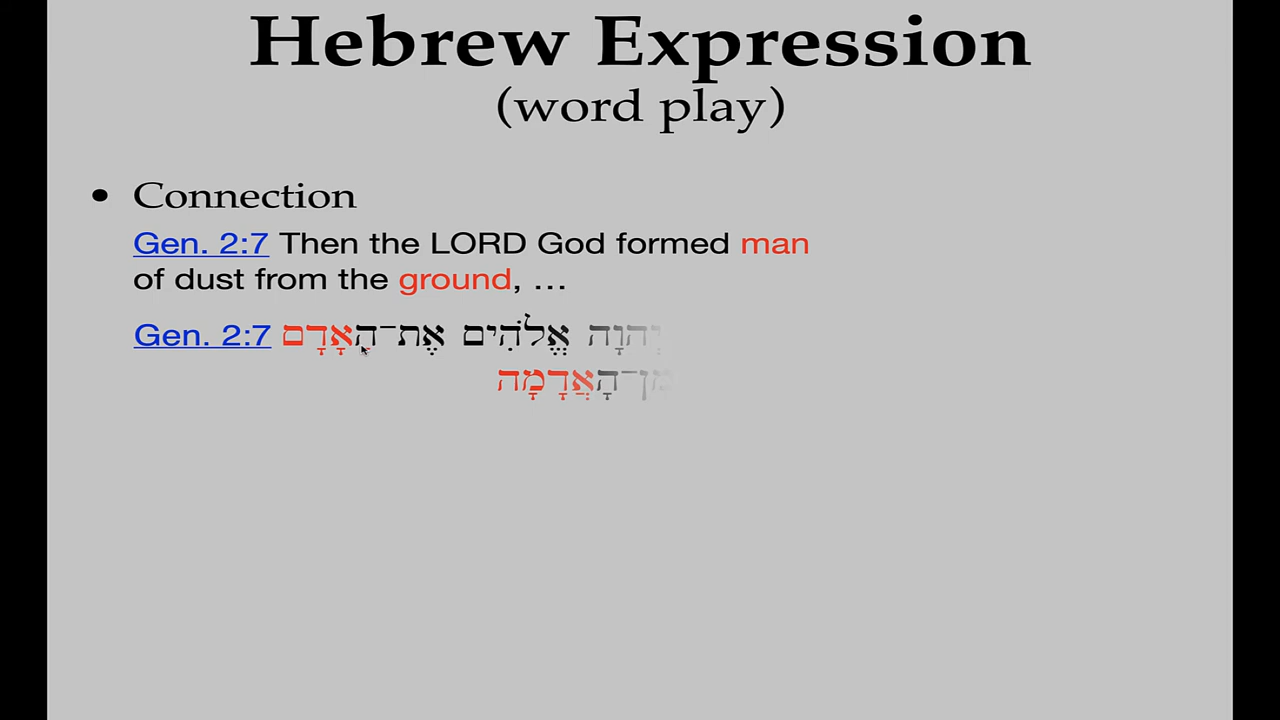 Hebrew Expression
(word play)
• Connection
Gen. 2:7 Then the LORD God formed man
of dust from the ground, …
Gen. 2:7 אֱלֹהִ֜ים אֶת־הָאָדָם
הָאֲדָמָה